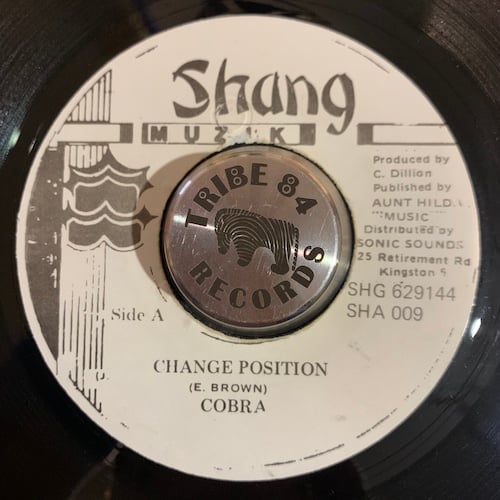 Shang
MUZIK
Produced by
C. Dillion
Published by
AUNT HILDA
MUSIC
Distributed by
SONIC SOUNDS
25 Retirement Rd
Kingston 5
SHG 629144
SHA 009
TRIBE 84
RECORDS
Side A
CHANGE POSITION
(E. BROWN)
COBRA